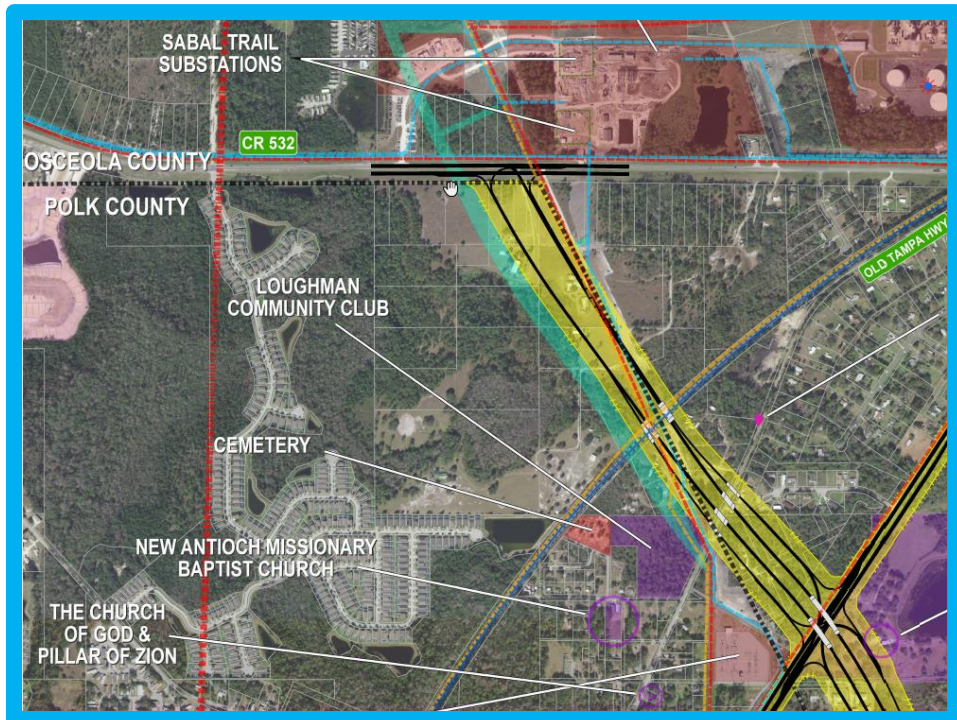 SABAL TRAIL
SUBSTATIONS
CR 532
OSCEOLA COUNTY
POLK COUNTY
OLD TAMPA HWY
LOUGHMAN
COMMUNITY CLUB
CEMETERY
NEW ANTIOCH MISSIONARY
BAPTIST CHURCH
THE CHURCH
OF GOD &
PILLAR OF ZION